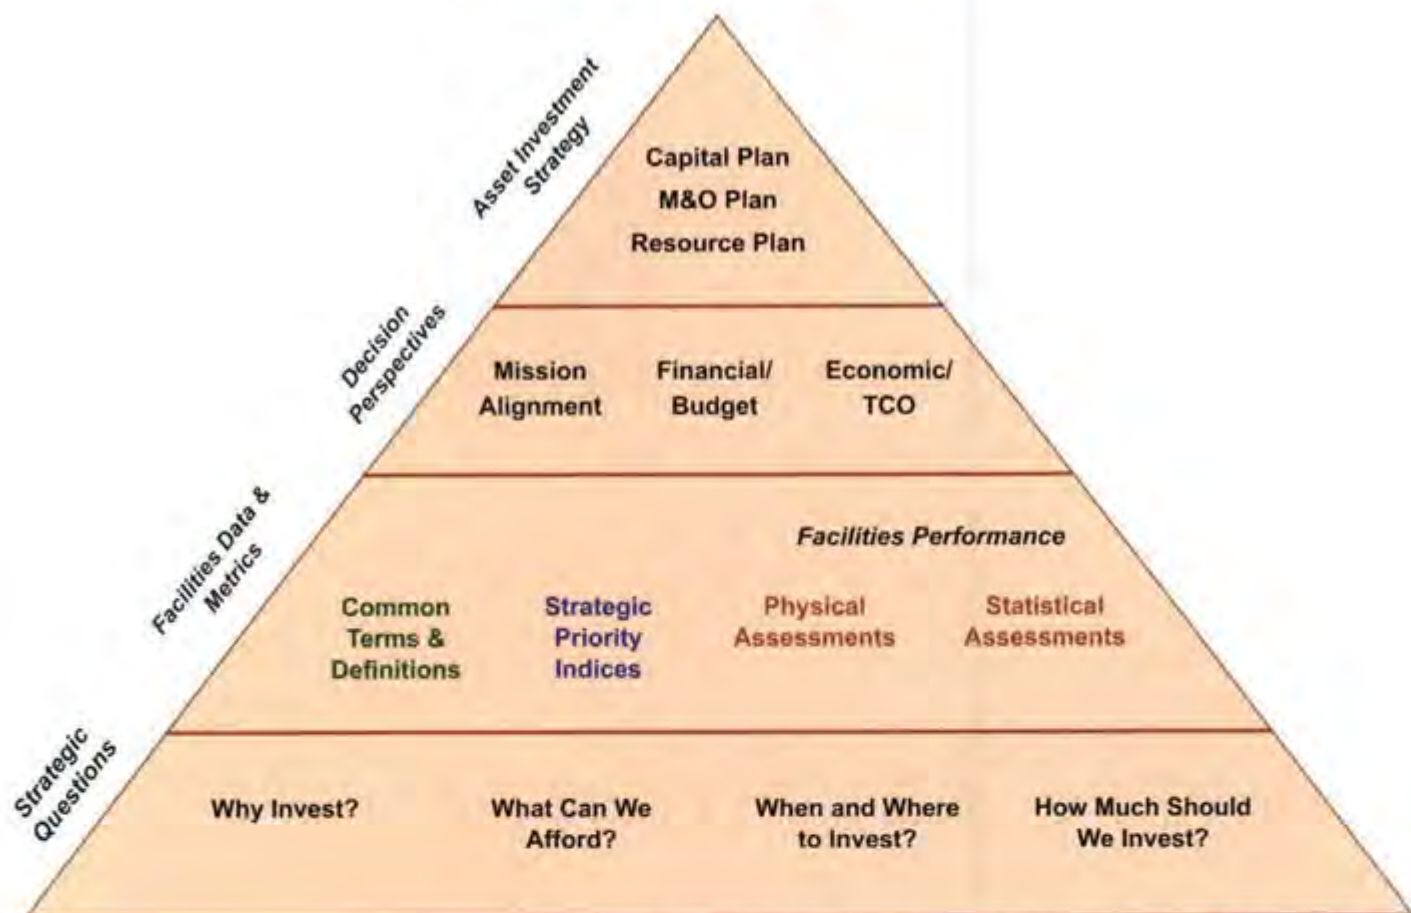 Asset Investment
Strategy
Capital Plan
M&O Plan
Resource Plan
Decision
Perspectives
Mission
Alignment
Financial/
Budget
Economic/
TCO
Facilities Data &
Metrics
Facilities Performance
Common
Terms &
Definitions
Strategic
Priority
Indices
Physical
Assessments
Statistical
Assessments
Strategic
Questions
Why Invest?
What Can We
Afford?
When and Where
to Invest?
How Much Should
We Invest?